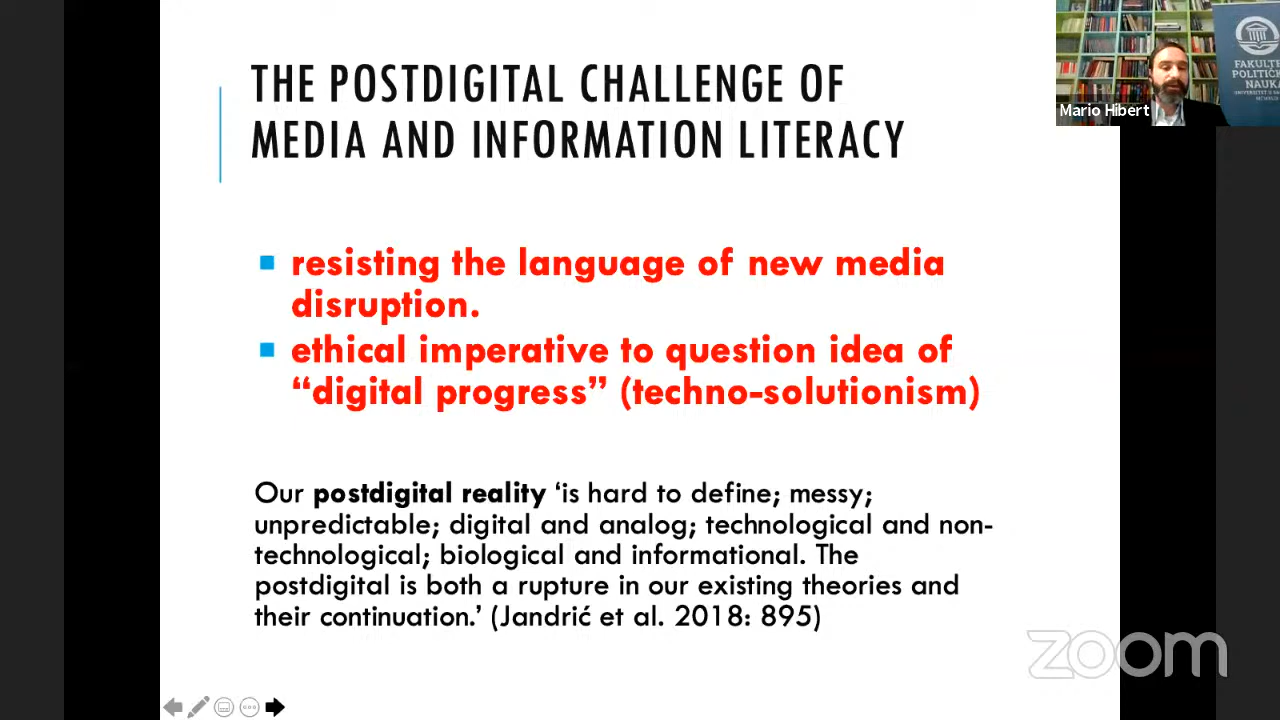 THE POSTDIGITAL CHALLENGE OF
MEDIA AND INFORMATION LITERACY
resisting the language of new media
disruption.
ethical imperative to question idea of
“digital progress” (techno-solutionism)
Our postdigital reality ‘is hard to define; messy;
unpredictable; digital and analog; technological and non-
technological; biological and informational. The
postdigital is both a rupture in our existing theories and
their continuation.’ (Jandrić et al. 2018: 895)
FAKULTE
POLITIČK
NAUKA
Mario Hibert
zoom